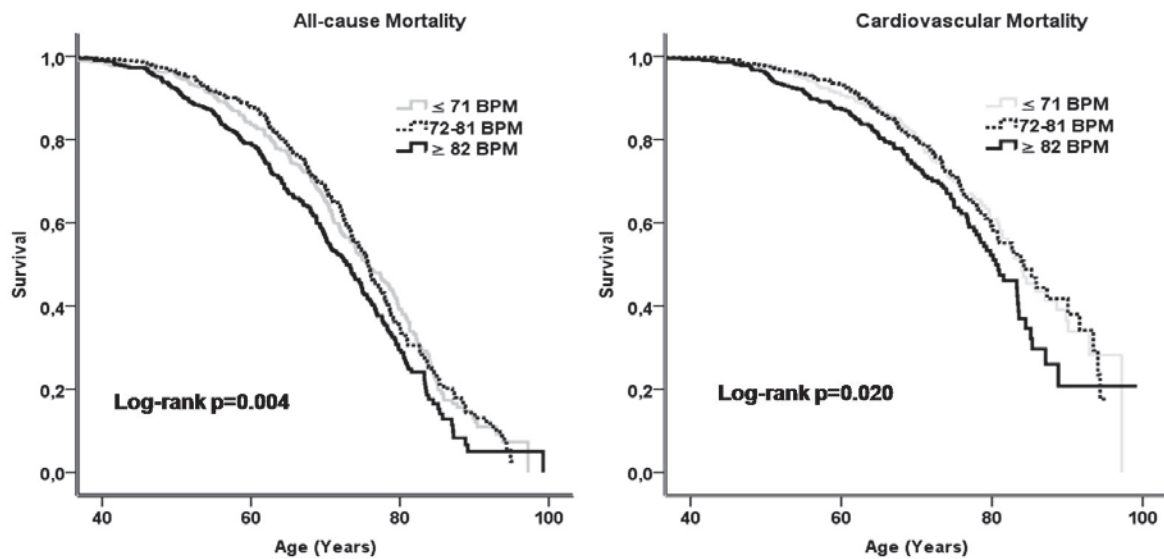 All-cause Mortality
1,0
0,8
0,6
0,4
0,2
0,0
Survival
≤ 71 BPM
72-81 BPM
≥ 82 BPM
Log-rank p=0.004
40 60 80 100
Age (Years)
Cardiovascular Mortality
1,0
0,8
0,6
0,4
0,2
0,0
Survival
≤ 71 BPM
72-81 BPM
≥ 82 BPM
Log-rank p=0.020
40 60 80 100
Age (Years)